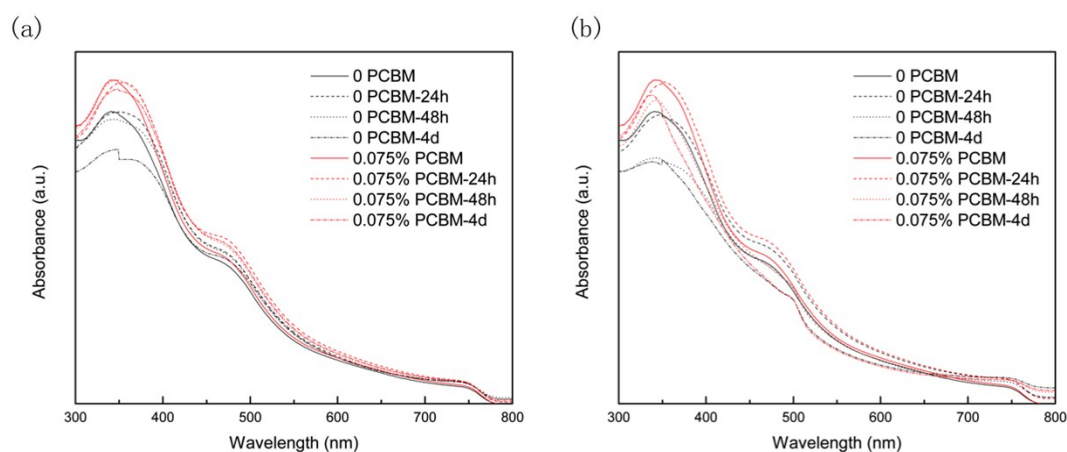 (a)
0 PCBM
0 PCBM-24h
0 PCBM-48h
0 PCBM-4d
0.075% PCBM
0.075% PCBM-24h
0.075% PCBM-48h
0.075% PCBM-4d
Absorbance (a.u.)
300 400 500 600 700 800
Wavelength (nm)
(b)
0 PCBM
0 PCBM-24h
0 PCBM-48h
0 PCBM-4d
0.075% PCBM
0.075% PCBM-24h
0.075% PCBM-48h
0.075% PCBM-4d
Absorbance (a.u.)
300 400 500 600 700 800
Wavelength (nm)